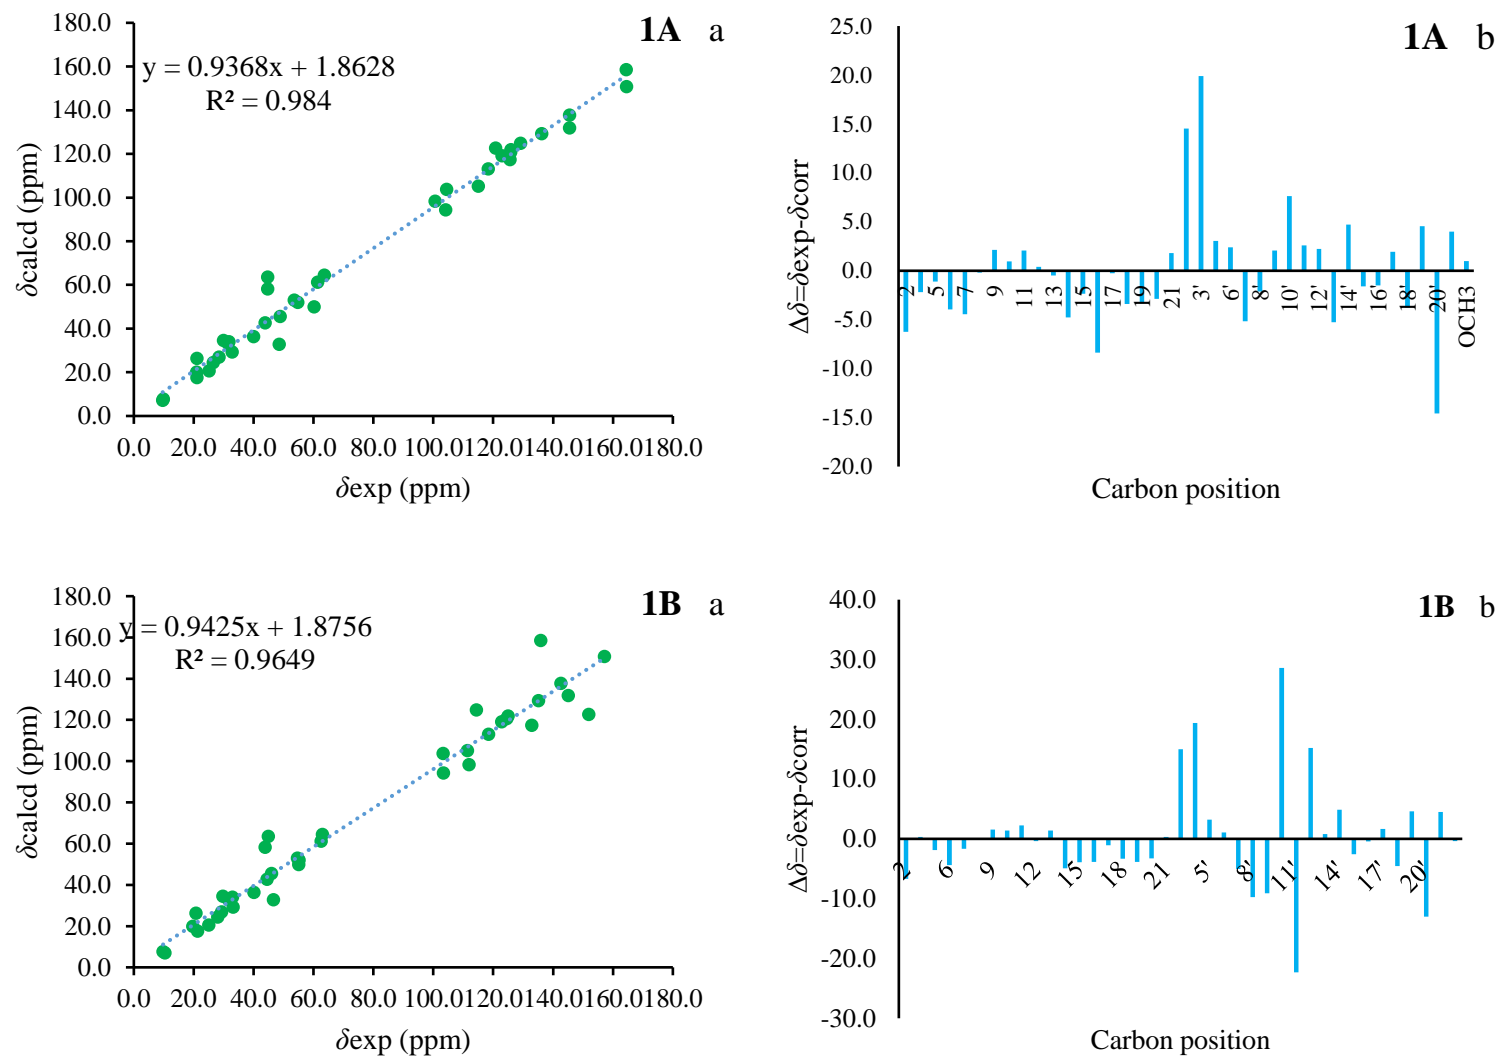 1A a
y = 0.9368x + 1.8628
R² = 0.984
180.0
160.0
140.0
120.0
100.0
80.0
60.0
40.0
20.0
0.0
δcalcd (ppm)
0.0 20.0 40.0 60.0 80.0 100.0120.0140.0160.0180.0
δexp (ppm)
1A b
25.0
20.0
15.0
10.0
5.0
0.0
-5.0
-10.0
-15.0
-20.0
Δδ=δexp-δcorr
2 5 7 9 11 13 15 17 19 21 3' 6' 8' 10' 12' 14' 16' 18' 20' OCH3
Carbon position
1B a
y = 0.9425x + 1.8756
R² = 0.9649
180.0
160.0
140.0
120.0
100.0
80.0
60.0
40.0
20.0
0.0
δcalcd (ppm)
0.0 20.0 40.0 60.0 80.0 100.0120.0140.0160.0180.0
δexp (ppm)
1B b
40.0
30.0
20.0
10.0
0.0
-10.0
-20.0
-30.0
Δδ=δexp-δcorr
2 6 9 12 15 18 21 5' 8' 11' 14' 17' 20'
Carbon position